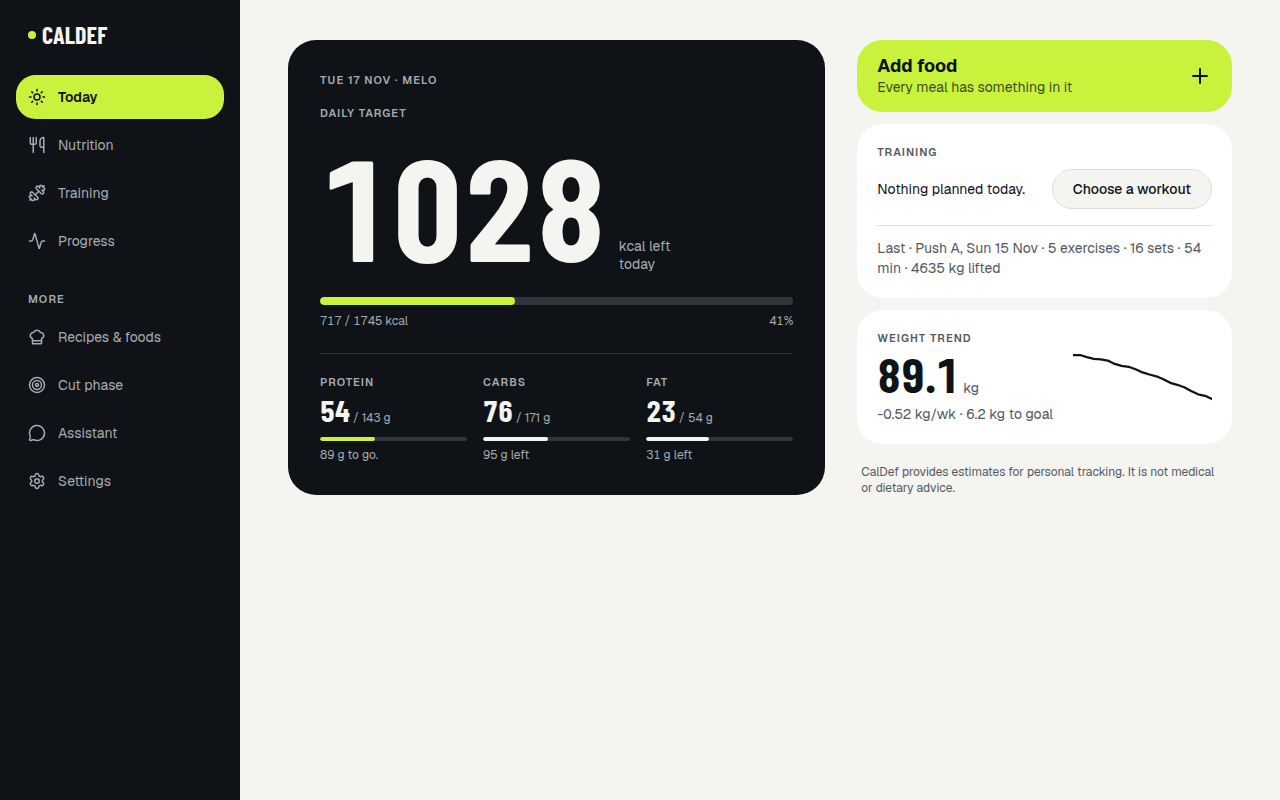 CALDEF
Today
Nutrition
Training
Progress
MORE
Recipes & foods
Cut phase
Assistant
Settings
TUE 17 NOV · MELO
DAILY TARGET
1028
kcal left
today
717 / 1745 kcal
41%
PROTEIN
54 / 143 g
89 g to go.
CARBS
76 / 171 g
95 g left
FAT
23 / 54 g
31 g left
Add food
Every meal has something in it
TRAINING
Nothing planned today.
Choose a workout
Last · Push A, Sun 15 Nov · 5 exercises · 16 sets · 54
min · 4635 kg lifted
WEIGHT TREND
89.1 kg
-0.52 kg/wk · 6.2 kg to goal
CalDef provides estimates for personal tracking. It is not medical
or dietary advice.